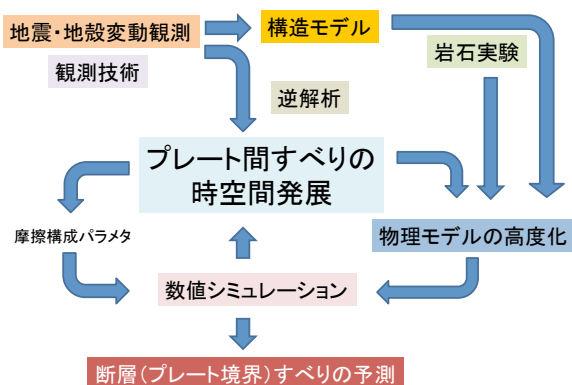 地震・地殻変動観測
構造モデル
観測技術
岩石実験
逆解析
プレート間すべりの
時空間発展
摩擦構成パラメタ
物理モデルの高度化
数値シミュレーション
断層(プレート境界)すべりの予測